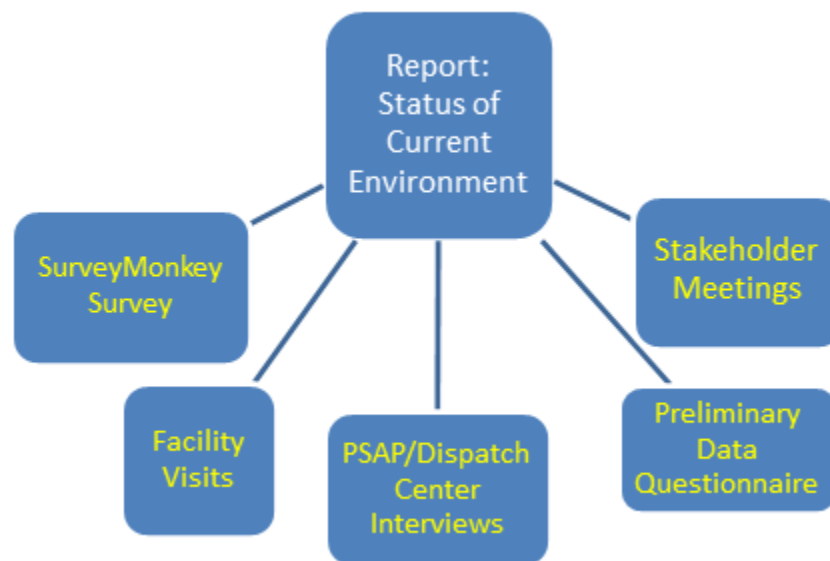 Report:
Status of
Current
Environment
SurveyMonkey
Survey
Facility
Visits
PSAP/Dispatch
Center
Interviews
Preliminary
Data
Questionnaire
Stakeholder
Meetings